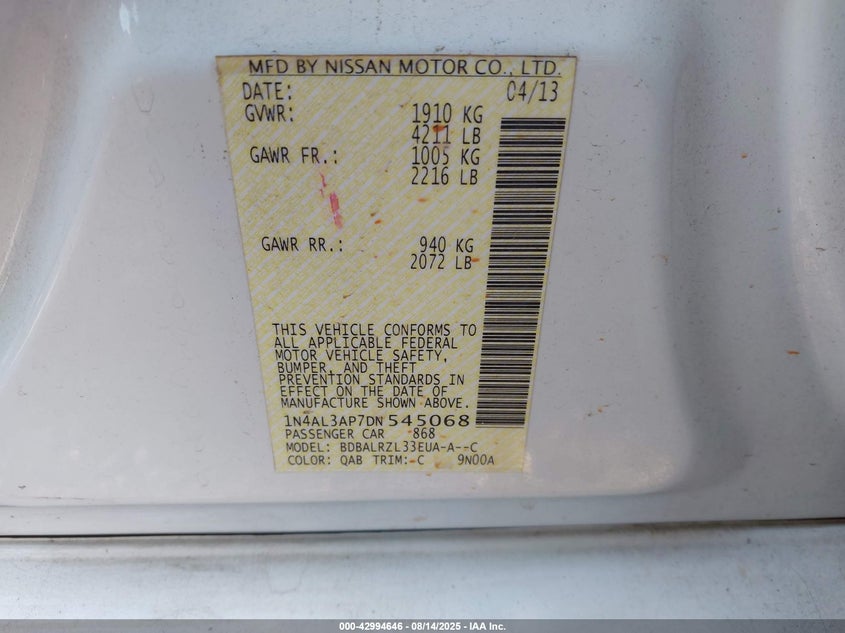 MFD BY NISSAN MOTOR CO., LTD.
DATE: 04/13
GVWR: 1910 KG
4211 LB
GAWR FR.: 1005 KG
2216 LB
GAWR RR.: 940 KG
2072 LB
THIS VEHICLE CONFORMS TO
ALL APPLICABLE FEDERAL
MOTOR VEHICLE SAFETY,
BUMPER, AND THEFT
PREVENTION STANDARDS IN
EFFECT ON THE DATE OF
MANUFACTURE SHOWN ABOVE.
1N4AL3AP7DN545068
PASSENGER CAR 868
MODEL: BDBALRZL33EUA-A--C
COLOR: QAB TRIM: C 9N00A
000-42994646 - 08/14/2025 - IAA Inc.